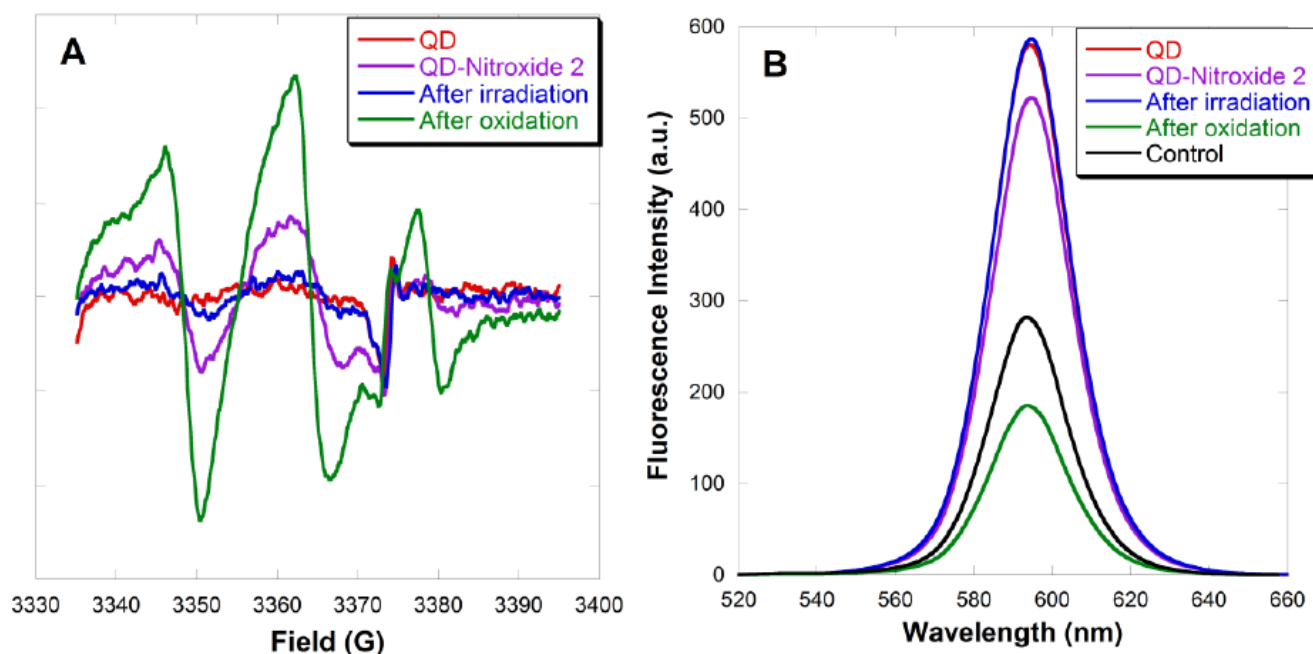 A
QD
QD-Nitroxide 2
After irradiation
After oxidation
3330 3340 3350 3360 3370 3380 3390 3400
Field (G)
B
QD
QD-Nitroxide 2
After irradiation
After oxidation
Control
Fluorescence Intensity (a.u.)
600
500
400
300
200
100
0
520 540 560 580 600 620 640 660
Wavelength (nm)